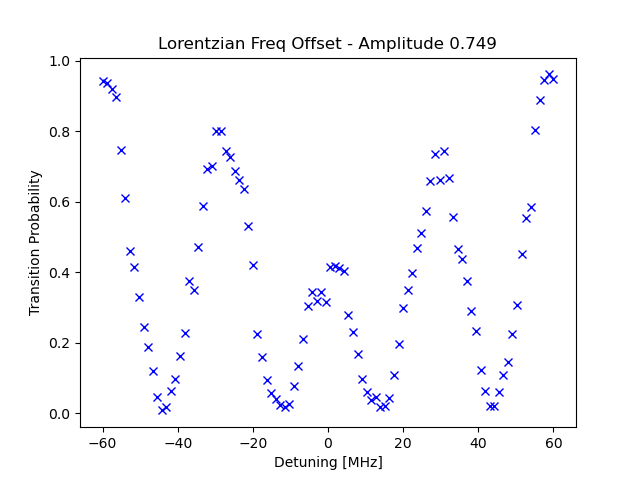 Lorentzian Freq Offset - Amplitude 0.749
1.0
0.8
0.6
0.4
0.2
0.0
Transition Probability
−60 −40 −20 0 20 40 60
Detuning [MHz]